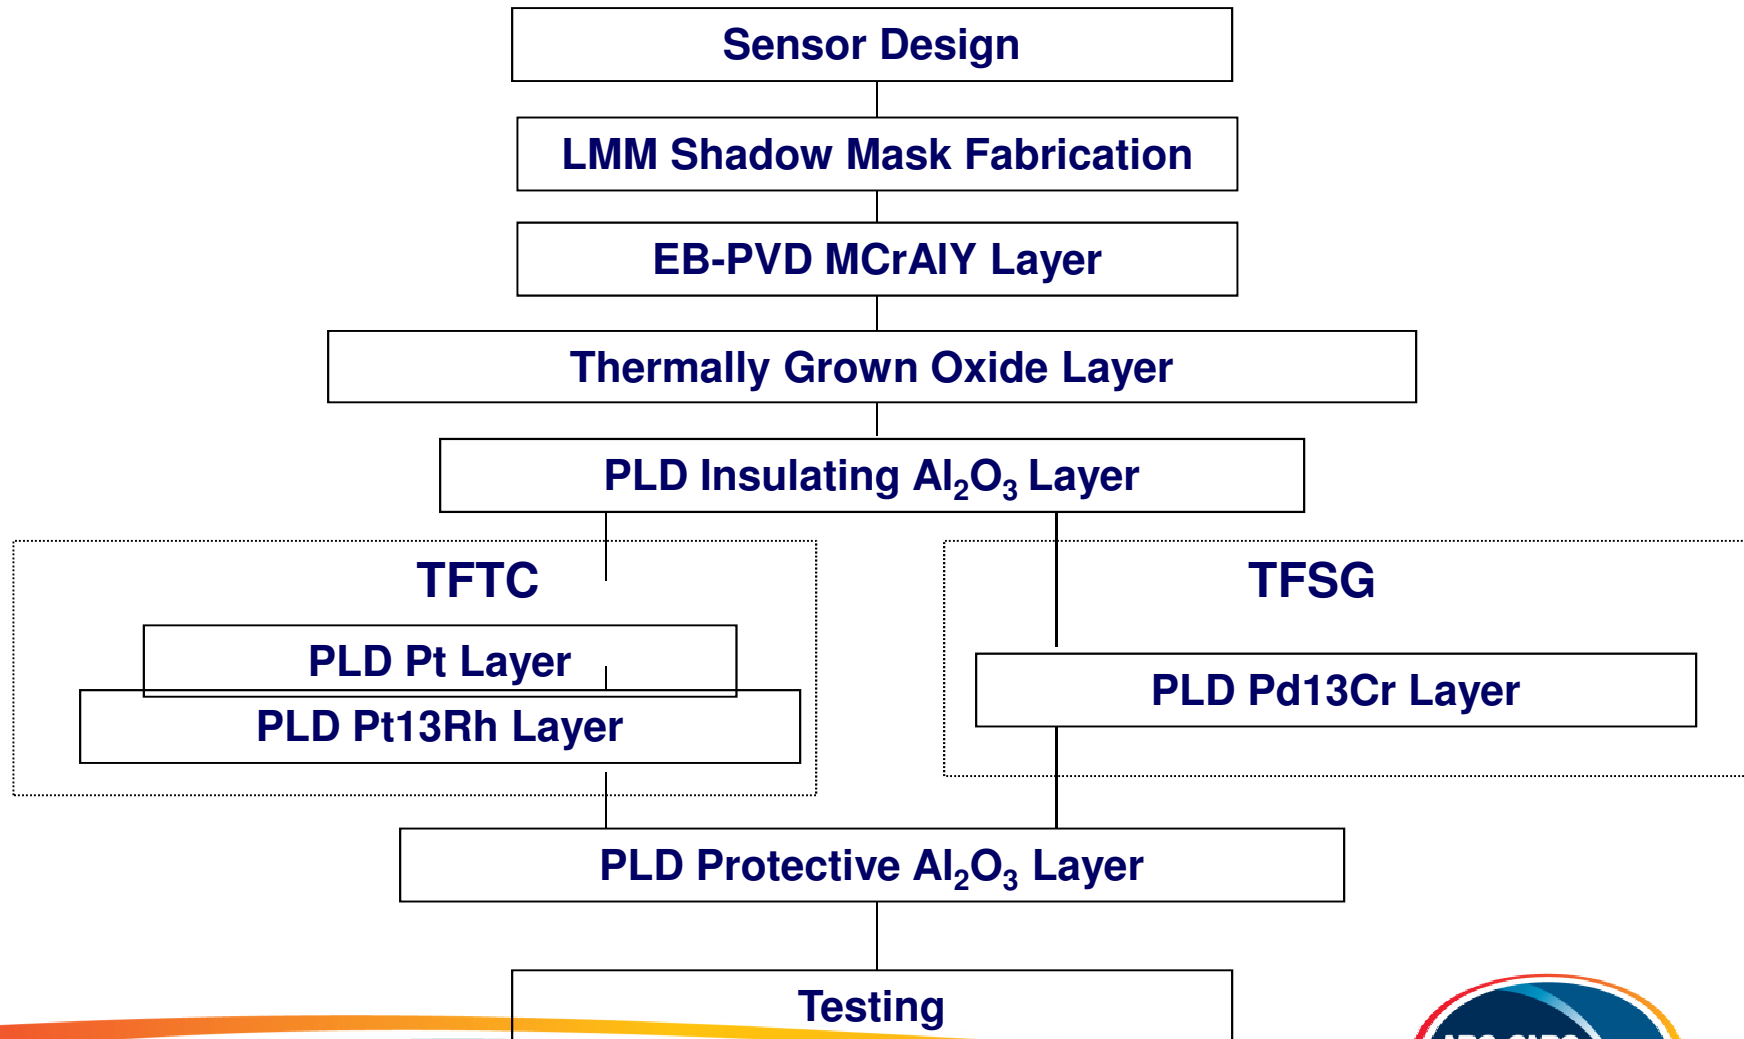 Sensor Design
LMM Shadow Mask Fabrication
EB-PVD MCrAlY Layer
Thermally Grown Oxide Layer
PLD Insulating Al₂O₃ Layer
TFTC
TFSG
PLD Pt Layer
PLD Pd13Cr Layer
PLD Pt13Rh Layer
PLD Protective Al₂O₃ Layer
Testing